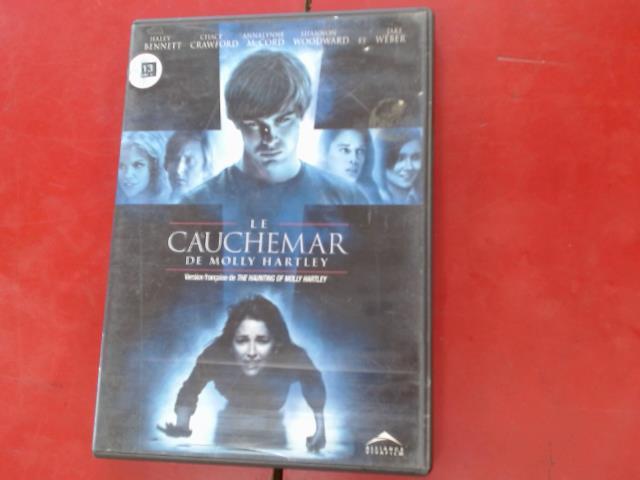 HALEY CHACE ANNALYNNE SHANNON JAKE
BENNETT CRAWFORD McCORD WOODWARD ET WEBER
13
LE
CAUCHEMAR
DE MOLLY HARTLEY
Version française de THE HAUNTING OF MOLLY HARTLEY
ALLIANCE